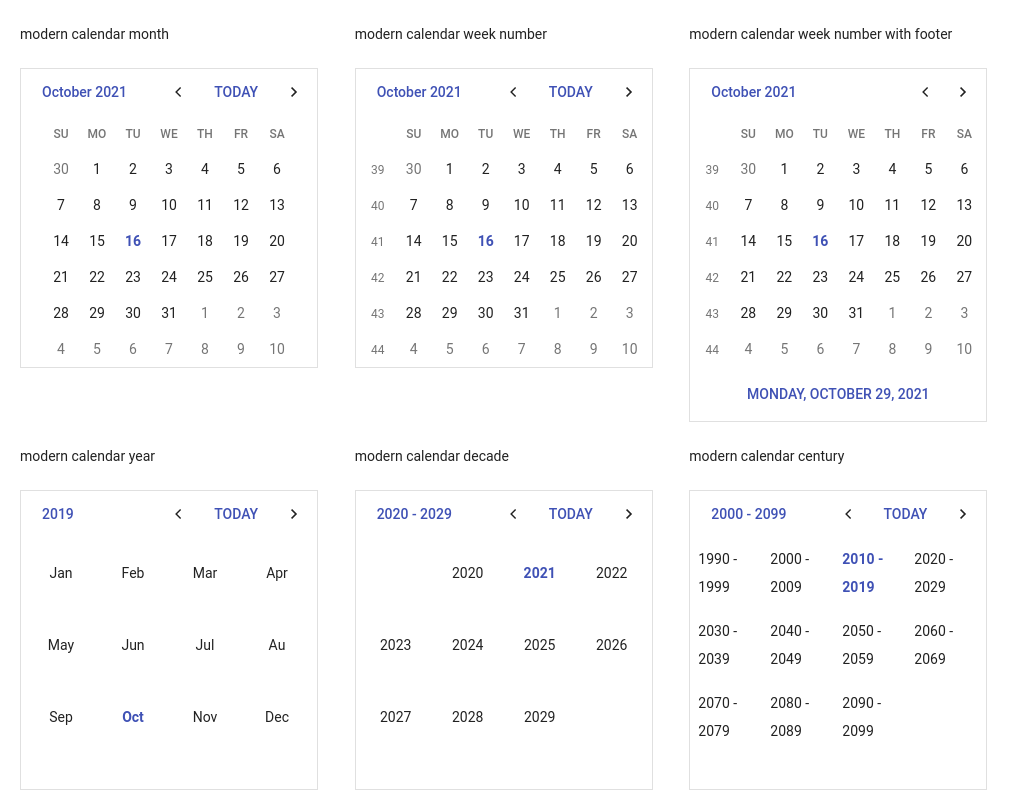 modern calendar month
October 2021 TODAY
SU MO TU WE TH FR SA
30 1 2 3 4 5 6
7 8 9 10 11 12 13
14 15 16 17 18 19 20
21 22 23 24 25 26 27
28 29 30 31 1 2 3
4 5 6 7 8 9 10
modern calendar week number
October 2021 TODAY
SU MO TU WE TH FR SA
39 30 1 2 3 4 5 6
40 7 8 9 10 11 12 13
41 14 15 16 17 18 19 20
42 21 22 23 24 25 26 27
43 28 29 30 31 1 2 3
44 4 5 6 7 8 9 10
modern calendar week number with footer
October 2021
SU MO TU WE TH FR SA
39 30 1 2 3 4 5 6
40 7 8 9 10 11 12 13
41 14 15 16 17 18 19 20
42 21 22 23 24 25 26 27
43 28 29 30 31 1 2 3
44 4 5 6 7 8 9 10
MONDAY, OCTOBER 29, 2021
modern calendar year
2019 TODAY
Jan Feb Mar Apr
May Jun Jul Au
Sep Oct Nov Dec
modern calendar decade
2020 - 2029 TODAY
2020 2021 2022
2023 2024 2025 2026
2027 2028 2029
modern calendar century
2000 - 2099 TODAY
1990 - 2000 - 2010 - 2020 -
1999 2009 2019 2029
2030 - 2040 - 2050 - 2060 -
2039 2049 2059 2069
2070 - 2080 - 2090 -
2079 2089 2099